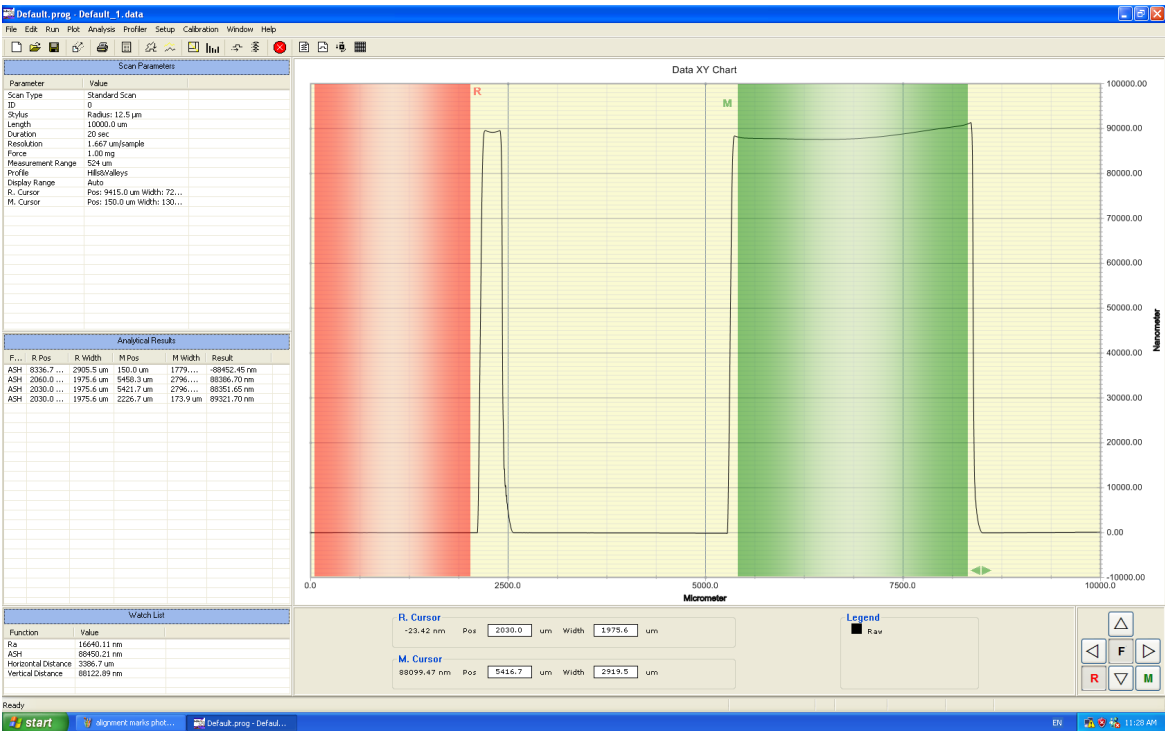 Default.prog - Default_1.data
File Edit Run Plot Analysis Profiler Setup Calibration Window Help
Scan Parameters
Parameter Value
Scan Type Standard Scan
ID 0
Stylus Radius: 12.5 µm
Length 10000.0 um
Duration 20 sec
Resolution 1.667 um/sample
Force 1.00 mg
Measurement Range 524 um
Profile Hills&Valleys
Display Range Auto
R. Cursor Pos: 9415.0 um Width: 72...
M. Cursor Pos: 150.0 um Width: 130...
Analytical Results
F... R Pos R Width M Pos M Width Result
ASH 8336.7 ... 2905.5 um 150.0 um 1779.... -88452.45 nm
ASH 2060.0 ... 1975.6 um 5458.3 um 2796.... 88386.70 nm
ASH 2030.0 ... 1975.6 um 5421.7 um 2796.... 88351.65 nm
ASH 2030.0 ... 1975.6 um 2226.7 um 173.9 um 89321.70 nm
Watch List
Function Value
Ra 16640.11 nm
ASH 88450.21 nm
Horizontal Distance 3386.7 um
Vertical Distance 88122.89 nm
Data XY Chart
R
M
100000.00
90000.00
80000.00
70000.00
60000.00
50000.00
40000.00
30000.00
20000.00
10000.00
0.00
-10000.00
Nanometer
0.0 2500.0 5000.0 7500.0 10000.0
Micrometer
R. Cursor
-23.42 nm Pos 2030.0 um Width 1975.6 um
M. Cursor
88099.47 nm Pos 5416.7 um Width 2919.5 um
Legend
Raw
F
R M
Ready
start alignment marks phot... Default.prog - Defaul... EN 11:28 AM